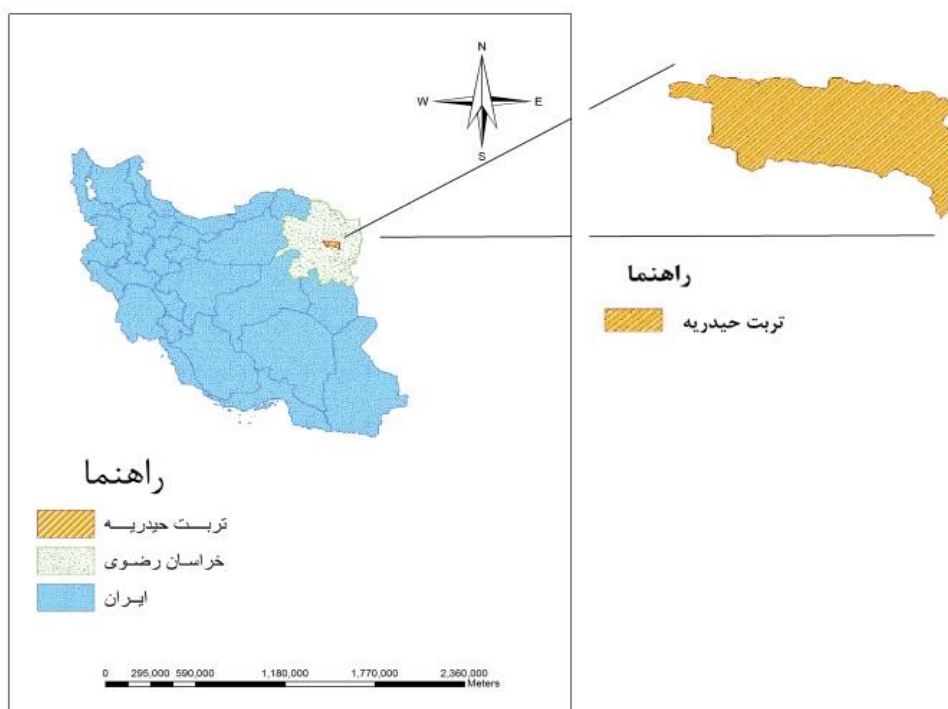 N
W E
S
راهنما
تربت حیدریه
راهنما
تربت حیدریه
خراسان رضوی
ایران
0 295,000 590,000 1,180,000 1,770,000 2,360,000
Meters